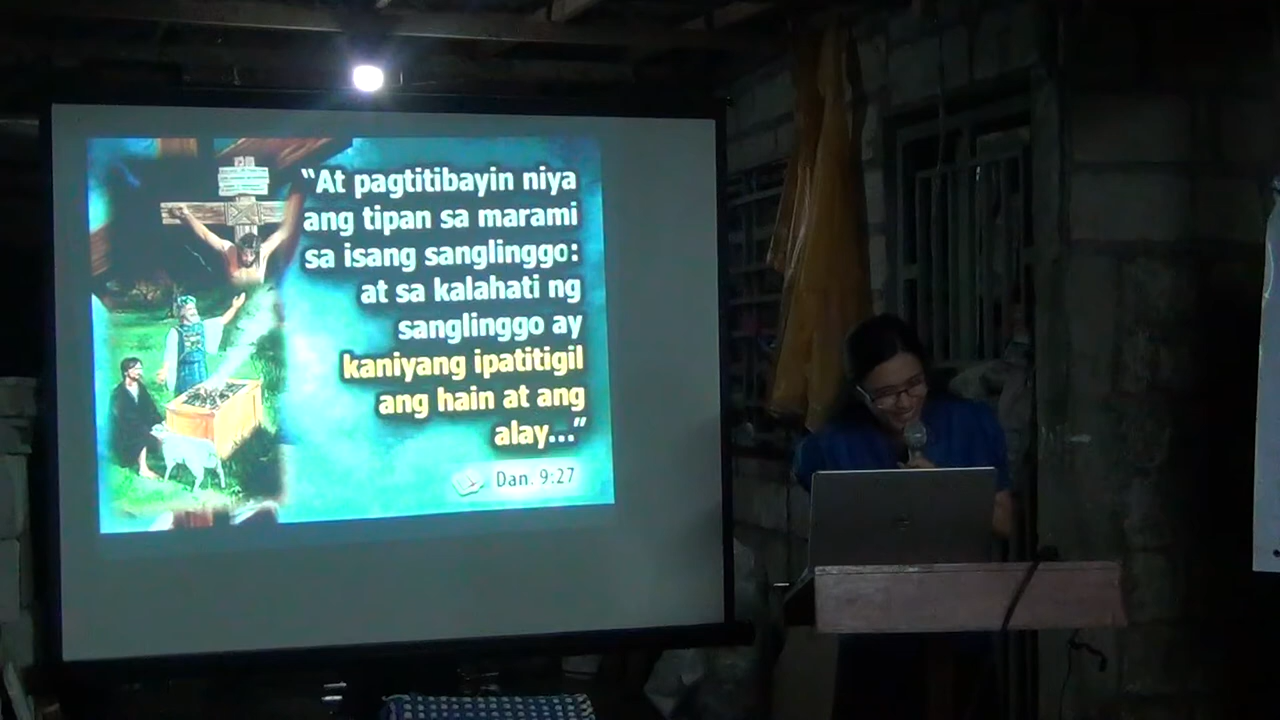 "At pagtitibayin niya
ang tipan sa marami
sa isang sanglinggo:
at sa kalahati ng
sanglinggo ay
kaniyang ipatitigil
ang hain at ang
alay..."
Dan. 9:27